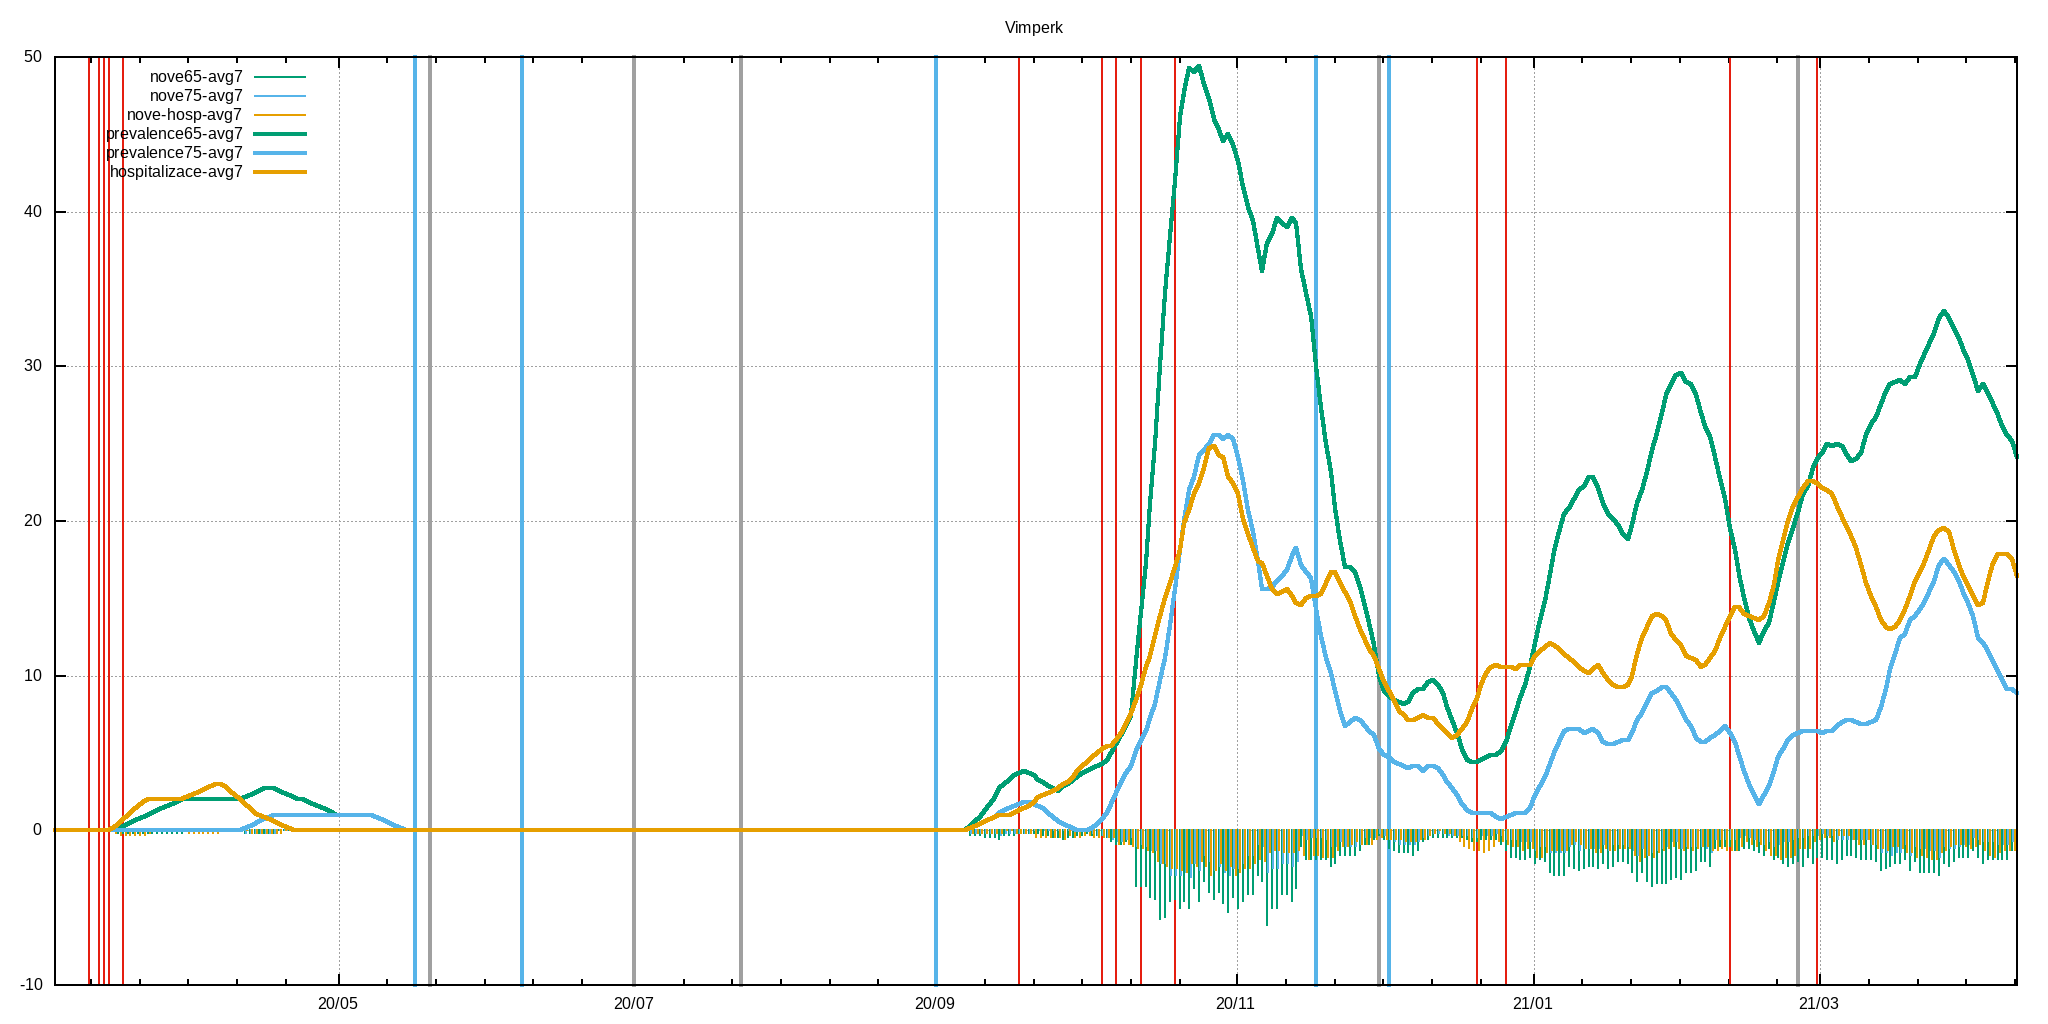 Vimperk
50
nove65-avg7
nove75-avg7
nove-hosp-avg7
prevalence65-avg7
prevalence75-avg7
hospitalizace-avg7
40
30
20
10
0
-10
20/05
20/07
20/09
20/11
21/01
21/03